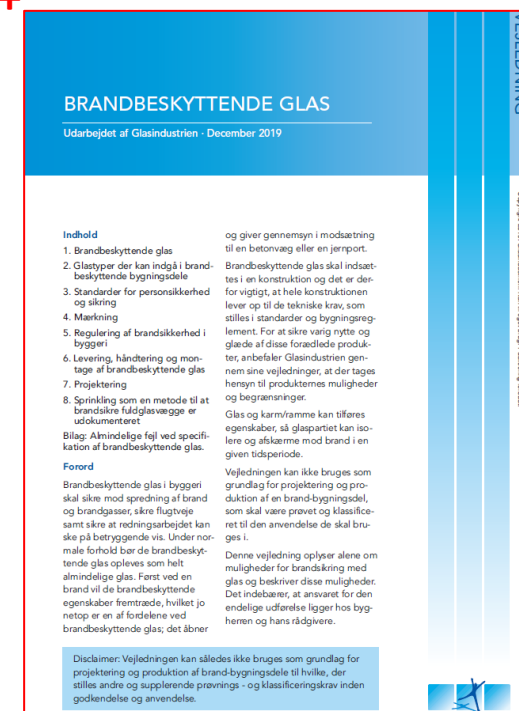 BRANDBESKYTTENDE GLAS
Udarbejdet af Glasindustrien · December 2019
Indhold
1. Brandbeskyttende glas
2. Glastyper der kan indgå i brand-
beskyttende bygningsdele
3. Standarder for personsikkerhed
og sikring
4. Mærkning
5. Regulering af brandsikkerhed i
byggeri
6. Levering, håndtering og mon-
tage af brandbeskyttende glas
7. Projektering
8. Sprinkling som en metode til at
brandsikre fuldglasvægge er
udokumenteret
Bilag: Almindelige fejl ved specifi-
kation af brandbeskyttende glas.
Forord
Brandbeskyttende glas i byggeri
skal sikre mod spredning af brand
og brandgasser, sikre flugtveje
samt sikre at redningsarbejdet kan
ske på betryggende vis. Under nor-
male forhold bør de brandbeskyt-
tende glas opleves som helt
almindelige glas. Først ved en
brand vil de brandbeskyttende
egenskaber fremtræde, hvilket jo
netop er en af fordelene ved
brandbeskyttende glas; det åbner
og giver gennemsyn i modsætning
til en betonvæg eller en jernport.
Brandbeskyttende glas skal indsæt-
tes i en konstruktion og det er der-
for vigtigt, at hele konstruktionen
lever op til de tekniske krav, som
stilles i standarder og bygningsreg-
lement. For at sikre varig nytte og
glæde af disse forædlede produk-
ter, anbefaler Glasindustrien gen-
nem sine vejledninger, at der tages
hensyn til produkternes muligheder
og begrænsninger.
Glas og karm/ramme kan tilføres
egenskaber, så glaspartiet kan iso-
lere og afskærme mod brand i en
given tidsperiode.
Vejledningen kan ikke bruges som
grundlag for projektering og pro-
duktion af en brand-bygningsdel,
som skal være prøvet og klassifice-
ret til den anvendelse de skal bru-
ges i.
Denne vejledning oplyser alene om
muligheder for brandsikring med
glas og beskriver disse muligheder.
Det indebærer, at ansvaret for den
endelige udførelse ligger hos byg-
herren og hans rådgivere.
Disclaimer: Vejledningen kan således ikke bruges som grundlag for
projektering og produktion af brand-bygningsdele til hvilke, der
stilles andre og supplerende prøvnings - og klassificeringskrav inden
godkendelse og anvendelse.